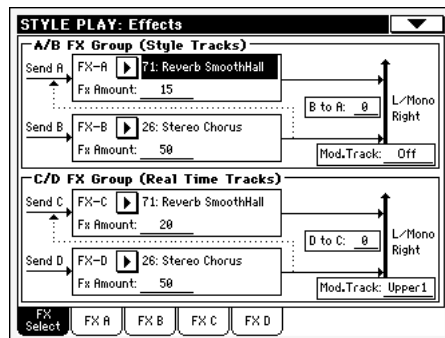 STYLE PLAY: Effects
A/B FX Group (Style Tracks)
Send A
FX-A 71: Reverb SmoothHall
Fx Amount: 15
B to A: 0
L/Mono
Right
Send B
FX-B 26: Stereo Chorus
Fx Amount: 50
Mod.Track: Off
C/D FX Group (Real Time Tracks)
Send C
FX-C 71: Reverb SmoothHall
Fx Amount: 20
D to C: 0
L/Mono
Right
Send D
FX-D 26: Stereo Chorus
Fx Amount: 50
Mod.Track: Upper1
FX Select
FX A
FX B
FX C
FX D